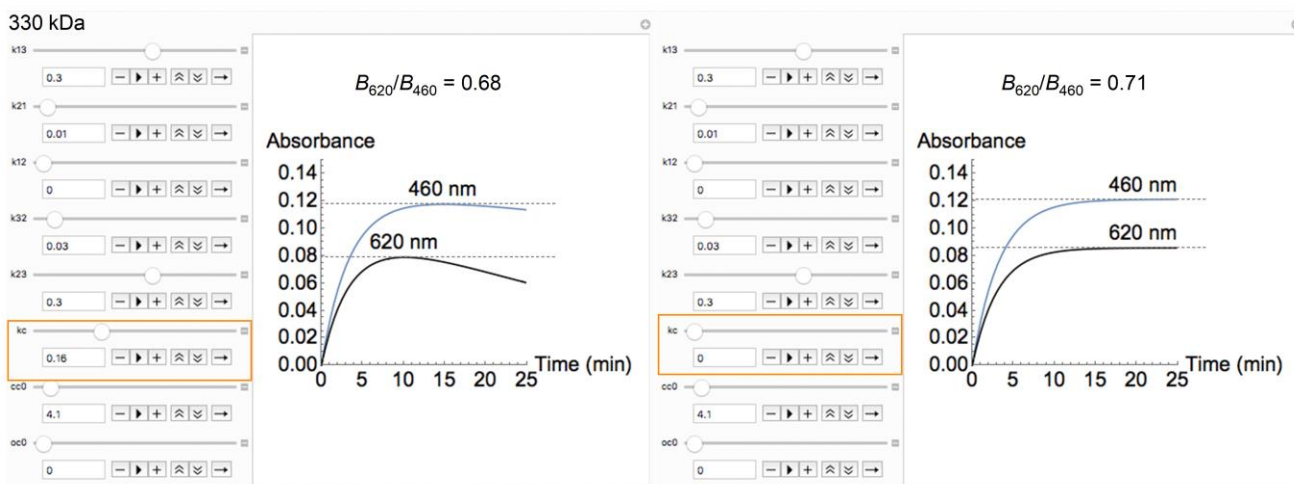 330 kDa
k13
0.3
k21
0.01
k12
0
k32
0.03
k23
0.3
kc
0.16
cc0
4.1
oc0
0
B620/B460 = 0.68
Absorbance
0.14
0.12
0.10
0.08
0.06
0.04
0.02
0.00
460 nm
620 nm
0 5 10 15 20 25
Time (min)
k13
0.3
k21
0.01
k12
0
k32
0.03
k23
0.3
kc
0
cc0
4.1
oc0
0
B620/B460 = 0.71
Absorbance
0.14
0.12
0.10
0.08
0.06
0.04
0.02
0.00
460 nm
620 nm
0 5 10 15 20 25
Time (min)